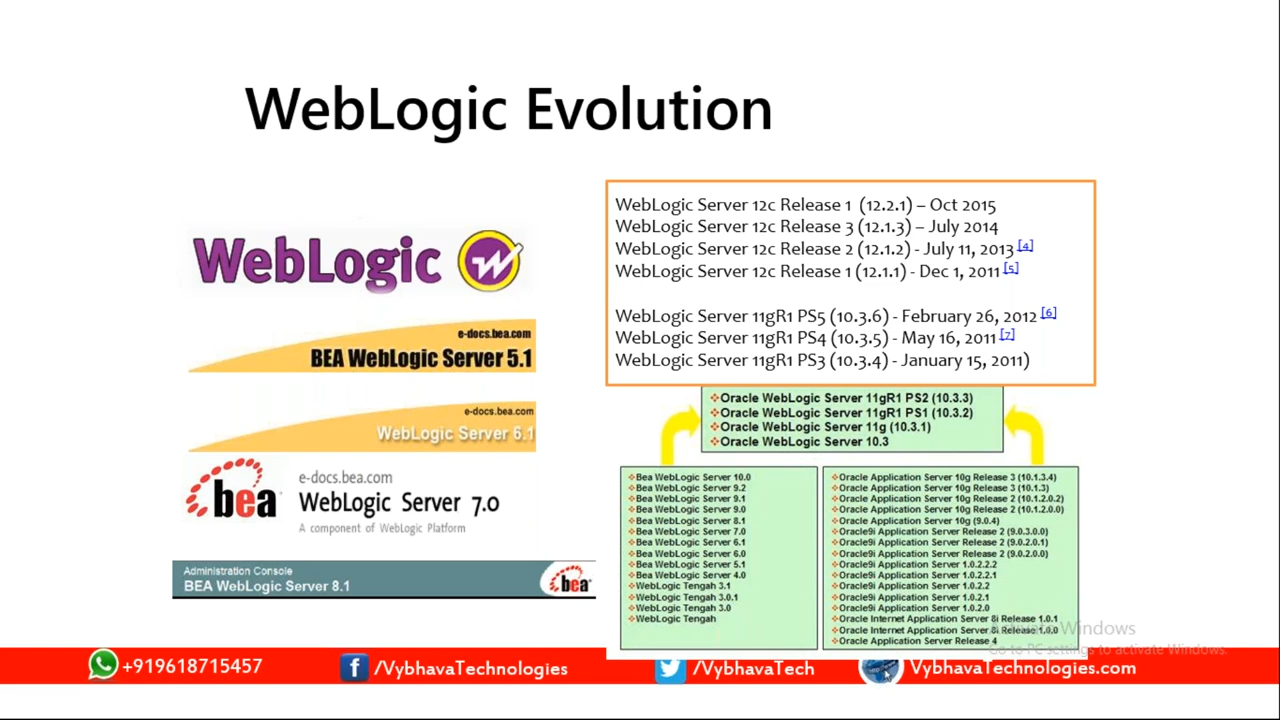 WebLogic Evolution
WebLogic
e-docs.bea.com
BEA WebLogic Server 5.1
e-docs.bea.com
WebLogic Server 6.1
bea
e-docs.bea.com
WebLogic Server 7.0
A component of WebLogic Platform
Administration Console
BEA WebLogic Server 8.1
bea
WebLogic Server 12c Release 1 (12.2.1) – Oct 2015
WebLogic Server 12c Release 3 (12.1.3) – July 2014
WebLogic Server 12c Release 2 (12.1.2) - July 11, 2013 [4]
WebLogic Server 12c Release 1 (12.1.1) - Dec 1, 2011 [5]
WebLogic Server 11gR1 PS5 (10.3.6) - February 26, 2012 [6]
WebLogic Server 11gR1 PS4 (10.3.5) - May 16, 2011 [7]
WebLogic Server 11gR1 PS3 (10.3.4) - January 15, 2011)
❖Oracle WebLogic Server 11gR1 PS2 (10.3.3)
❖Oracle WebLogic Server 11gR1 PS1 (10.3.2)
❖Oracle WebLogic Server 11g (10.3.1)
❖Oracle WebLogic Server 10.3
❖Bea WebLogic Server 10.0
❖Bea WebLogic Server 9.2
❖Bea WebLogic Server 9.1
❖Bea WebLogic Server 9.0
❖Bea WebLogic Server 8.1
❖Bea WebLogic Server 7.0
❖Bea WebLogic Server 6.1
❖Bea WebLogic Server 6.0
❖Bea WebLogic Server 5.1
❖Bea WebLogic Server 4.0
❖WebLogic Tengah 3.1
❖WebLogic Tengah 3.0.1
❖WebLogic Tengah 3.0
❖WebLogic Tengah
❖Oracle Application Server 10g Release 3 (10.1.3.4)
❖Oracle Application Server 10g Release 3 (10.1.3)
❖Oracle Application Server 10g Release 2 (10.1.2.0.2)
❖Oracle Application Server 10g Release 2 (10.1.2.0.0)
❖Oracle Application Server 10g (9.0.4)
❖Oracle9i Application Server Release 2 (9.0.3.0.0)
❖Oracle9i Application Server Release 2 (9.0.2.0.1)
❖Oracle9i Application Server Release 2 (9.0.2.0.0)
❖Oracle9i Application Server 1.0.2.2.2
❖Oracle9i Application Server 1.0.2.2.1
❖Oracle9i Application Server 1.0.2.2
❖Oracle9i Application Server 1.0.2.1
❖Oracle9i Application Server 1.0.2.0
❖Oracle Internet Application Server 8i Release 1.0.1
❖Oracle Internet Application Server 8i Release 1.0.0
❖Oracle Application Server Release 4
Activate Windows
Go to PC settings to activate Windows.
+919618715457
/VybhavaTechnologies
/VybhavaTech
VybhavaTechnologies.com